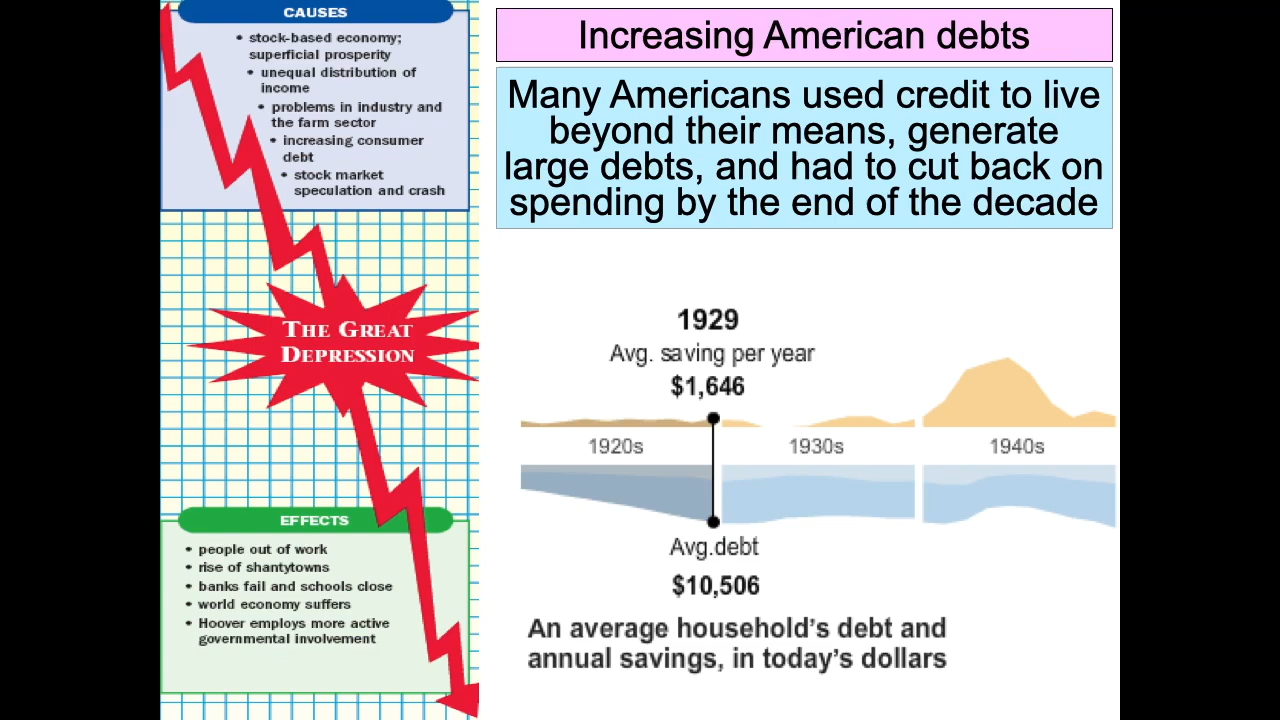 CAUSES
• stock-based economy;
superficial prosperity
• unequal distribution of
income
• problems in industry and
the farm sector
• increasing consumer
debt
• stock market
speculation and crash
THE GREAT
DEPRESSION
EFFECTS
• people out of work
• rise of shantytowns
• banks fail and schools close
• world economy suffers
• Hoover employs more active
governmental involvement
Increasing American debts
Many Americans used credit to live
beyond their means, generate
large debts, and had to cut back on
spending by the end of the decade
1929
Avg. saving per year
$1,646
1920s 1930s 1940s
Avg.debt
$10,506
An average household's debt and
annual savings, in today's dollars